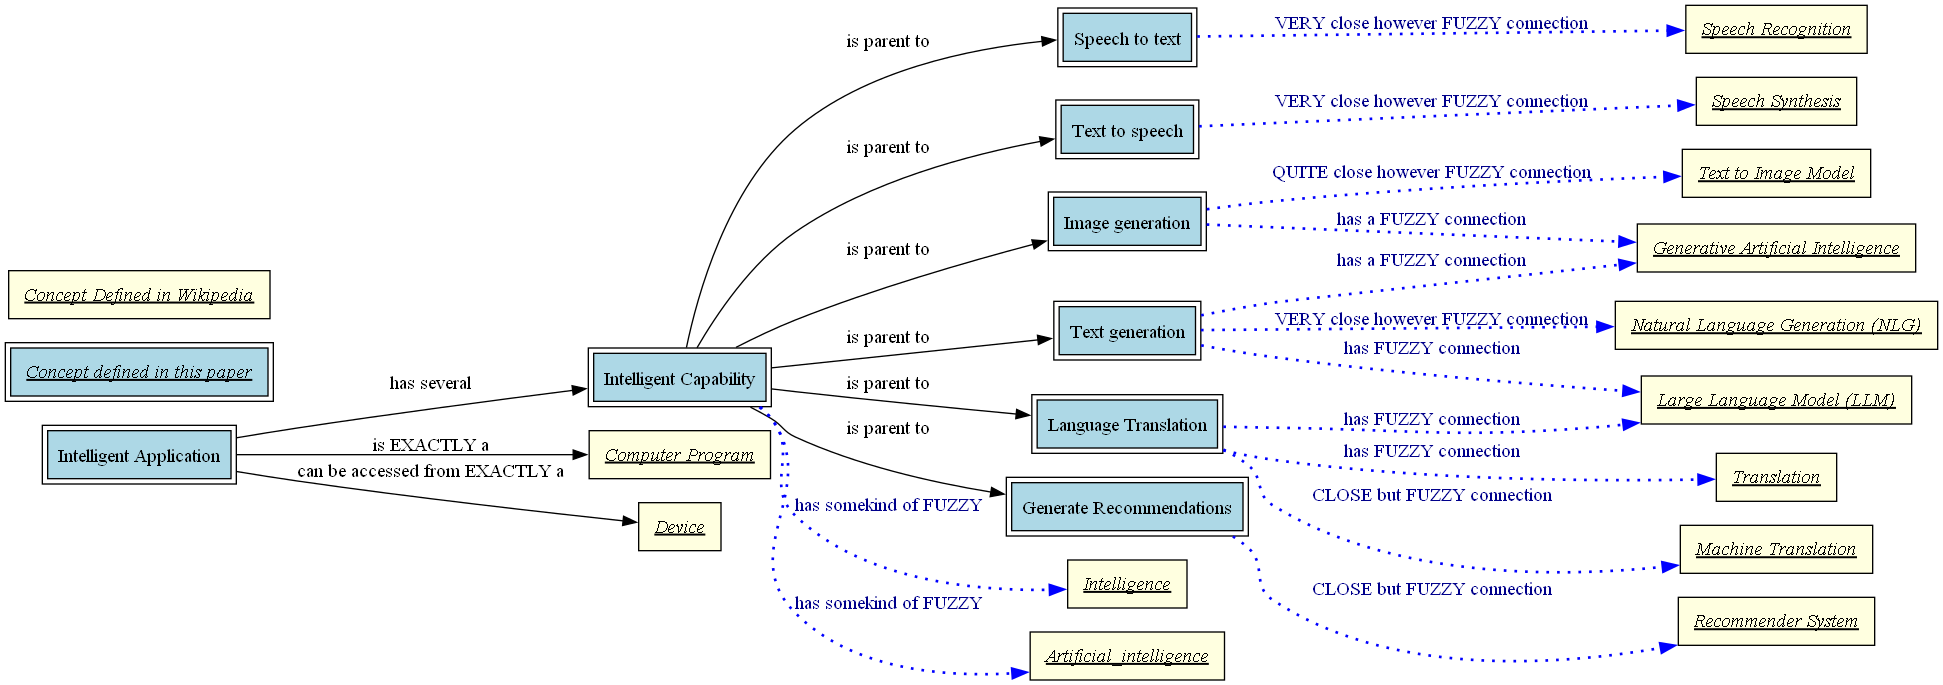 Concept Defined in Wikipedia
Concept defined in this paper
Intelligent Application
has several
is EXACTLY a
can be accessed from EXACTLY a
Intelligent Capability
Computer Program
Device
is parent to
is parent to
is parent to
is parent to
is parent to
is parent to
has somekind of FUZZY
has somekind of FUZZY
Speech to text
Text to speech
Image generation
Text generation
Language Translation
Generate Recommendations
Intelligence
Artificial_intelligence
VERY close however FUZZY connection
VERY close however FUZZY connection
QUITE close however FUZZY connection
has a FUZZY connection
has a FUZZY connection
VERY close however FUZZY connection
has FUZZY connection
has FUZZY connection
has FUZZY connection
CLOSE but FUZZY connection
CLOSE but FUZZY connection
Speech Recognition
Speech Synthesis
Text to Image Model
Generative Artificial Intelligence
Natural Language Generation (NLG)
Large Language Model (LLM)
Translation
Machine Translation
Recommender System